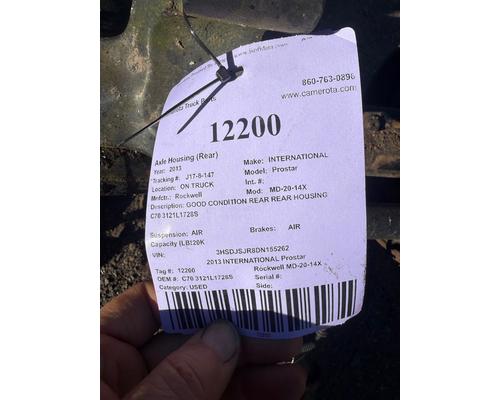 860-763-0896
www.camerota.com
Truck Parts
12200
Axle Housing (Rear)
Year: 2013
Make: INTERNATIONAL
Tracking #: J17-8-147
Model: Prostar
Location: ON TRUCK
Int. #:
Mnfctr.: Rockwell
Mod: MD-20-14X
Description: GOOD CONDITION REAR REAR HOUSING
C70 3121L1728S
Suspension: AIR
Brakes: AIR
Capacity (LBS20K
VIN: 3HSDJSJR8DN155262
2013 INTERNATIONAL Prostar
Tag #: 12200
Rockwell MD-20-14X
OEM #: C70 3121L1728S
Serial #:
Category: USED
Side: